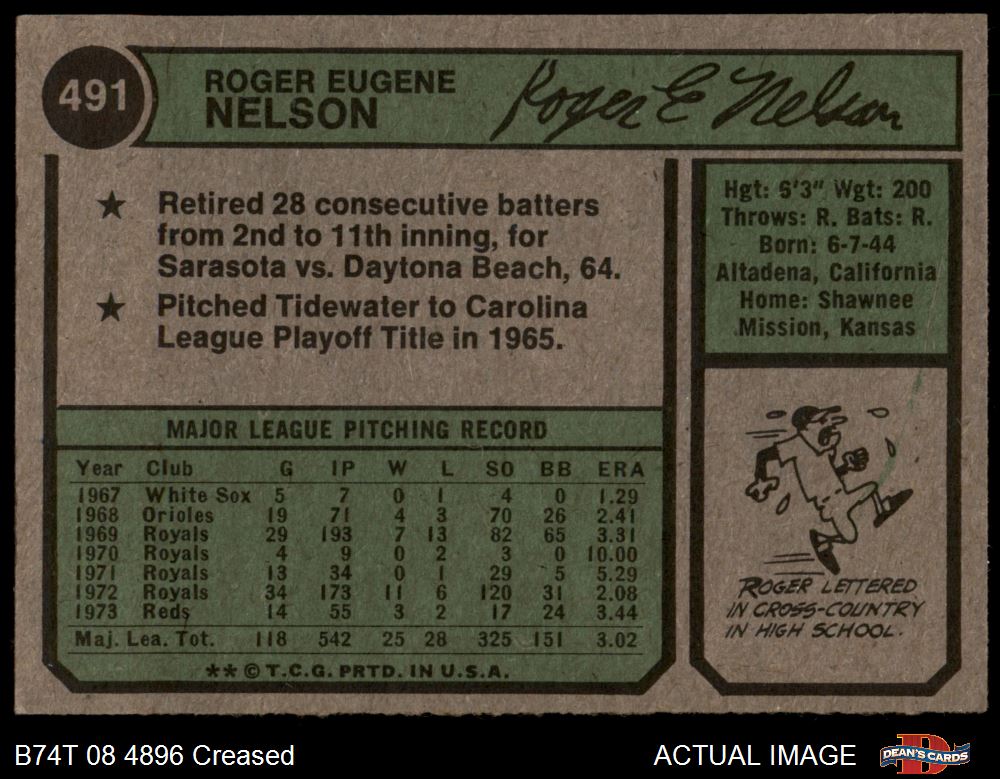 491
ROGER EUGENE
NELSON
Roger E Nelson
★ Retired 28 consecutive batters
from 2nd to 11th inning, for
Sarasota vs. Daytona Beach, 64.
★ Pitched Tidewater to Carolina
League Playoff Title in 1965.
Hgt: 6'3" Wgt: 200
Throws: R. Bats: R.
Born: 6-7-44
Altadena, California
Home: Shawnee
Mission, Kansas
MAJOR LEAGUE PITCHING RECORD
Year Club G IP W L SO BB ERA
1967 White Sox 5 7 0 1 4 0 1.29
1968 Orioles 19 71 4 3 70 26 2.41
1969 Royals 29 193 7 13 82 65 3.31
1970 Royals 4 9 0 2 3 0 10.00
1971 Royals 13 34 0 1 29 5 5.29
1972 Royals 34 173 11 6 120 31 2.08
1973 Reds 14 55 3 2 17 24 3.44
Maj. Lea. Tot. 118 542 25 28 325 151 3.02
** © T.C.G. PRTD. IN U.S.A.
ROGER LETTERED
IN CROSS-COUNTRY
IN HIGH SCHOOL.
B74T 08 4896 Creased
ACTUAL IMAGE
DEAN'S CARDS